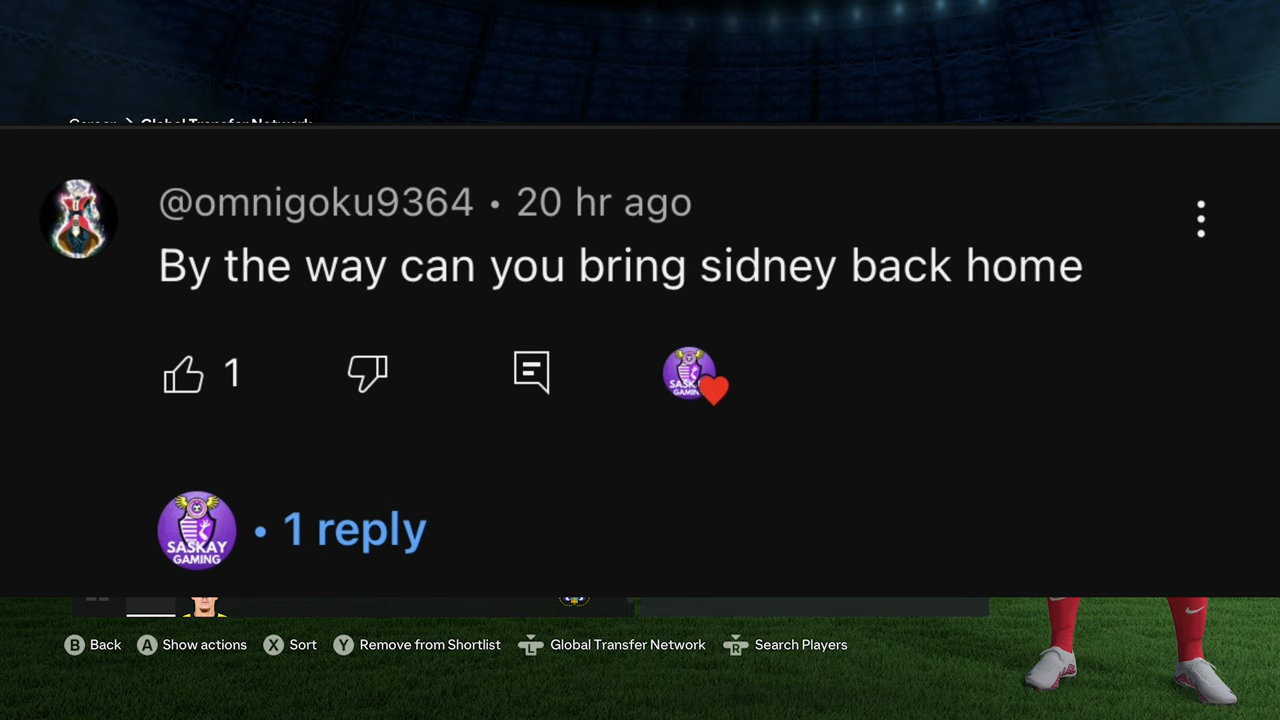 Career > Global Transfer Network
@omnigoku9364 • 20 hr ago
By the way can you bring sidney back home
1
SASKAY GAMING
SASKAY
GAMING
• 1 reply
B Back A Show actions X Sort Y Remove from Shortlist L Global Transfer Network R Search Players